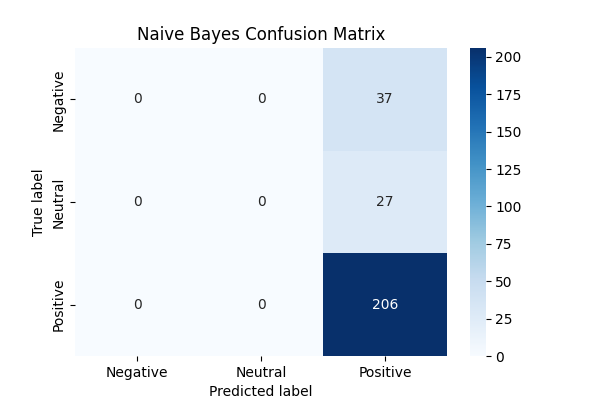 Naive Bayes Confusion Matrix
Negative 0 0 37
Neutral 0 0 27
Positive 0 0 206
True label
Negative Neutral Positive
Predicted label
200
175
150
125
100
75
50
25
0